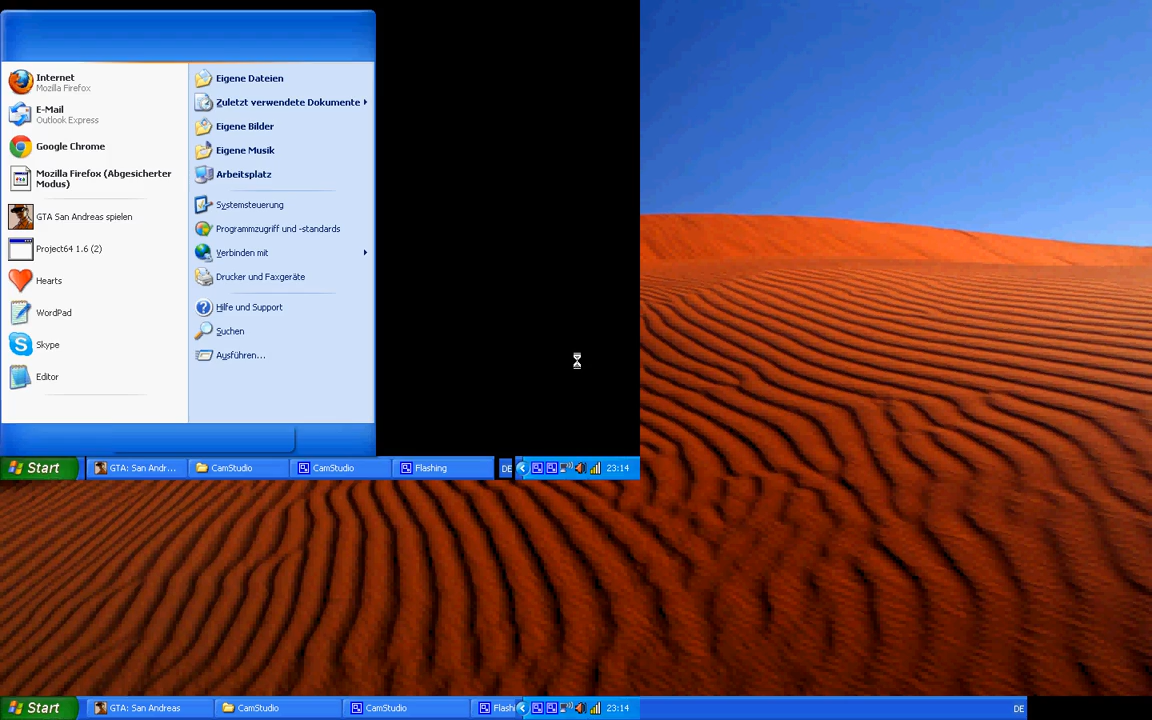 Internet
Mozilla Firefox
E-Mail
Outlook Express
Google Chrome
Mozilla Firefox (Abgesicherter
Modus)
GTA San Andreas spielen
Project64 1.6 (2)
Hearts
WordPad
Skype
Editor
Eigene Dateien
Zuletzt verwendete Dokumente
Eigene Bilder
Eigene Musik
Arbeitsplatz
Systemsteuerung
Programmzugriff und -standards
Verbinden mit
Drucker und Faxgeräte
Hilfe und Support
Suchen
Ausführen...
Start GTA: San Andr... CamStudio CamStudio Flashing DE 23:14
Start GTA: San Andreas CamStudio CamStudio Flashi 23:14 DE